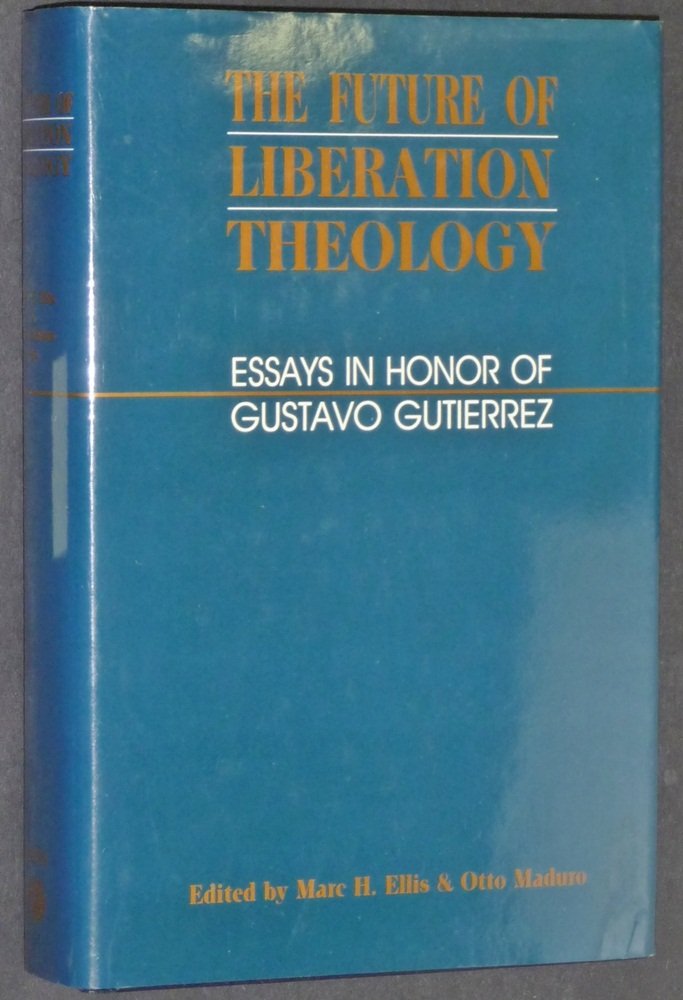 THE FUTURE OF
LIBERATION
THEOLOGY
ESSAYS IN HONOR OF
GUSTAVO GUTIERREZ
Edited by Marc H. Ellis & Otto Maduro